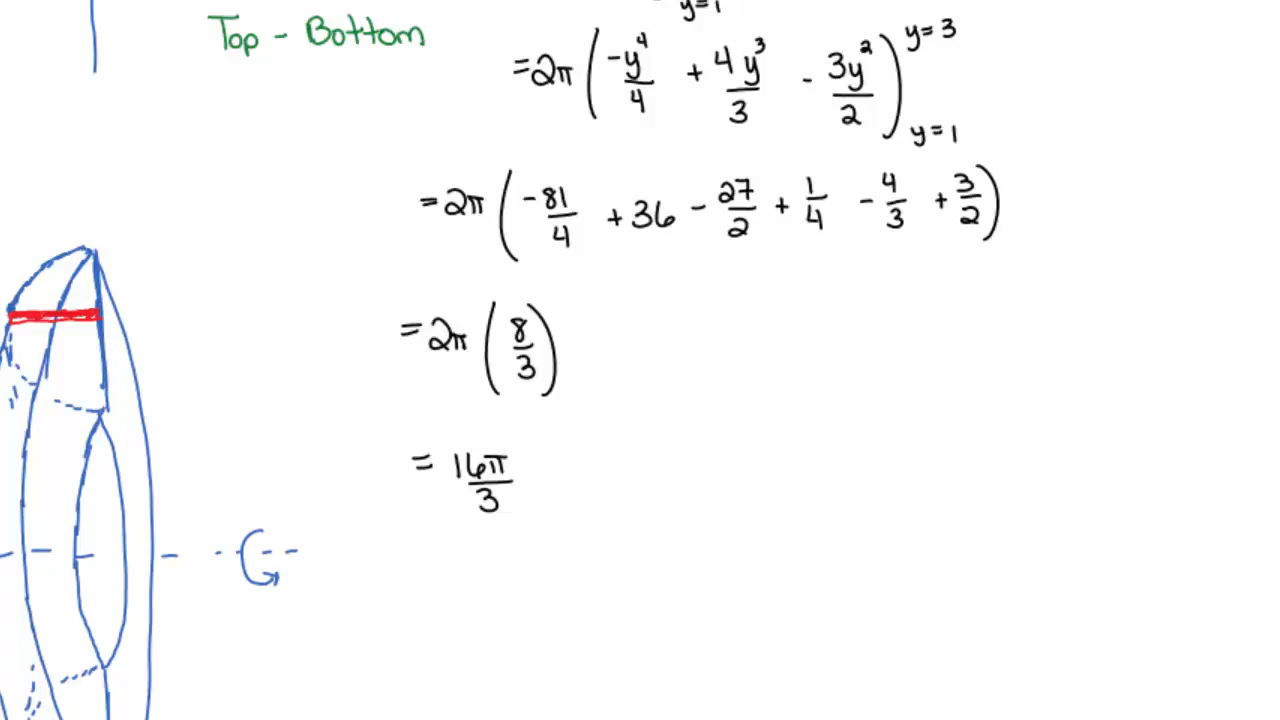 y=1
Top - Bottom
=2π ( -y⁴/4 + 4y³/3 - 3y²/2 ) y=3 y=1
=2π ( -81/4 + 36 - 27/2 + 1/4 - 4/3 + 3/2 )
= 2π ( 8/3 )
= 16π/3